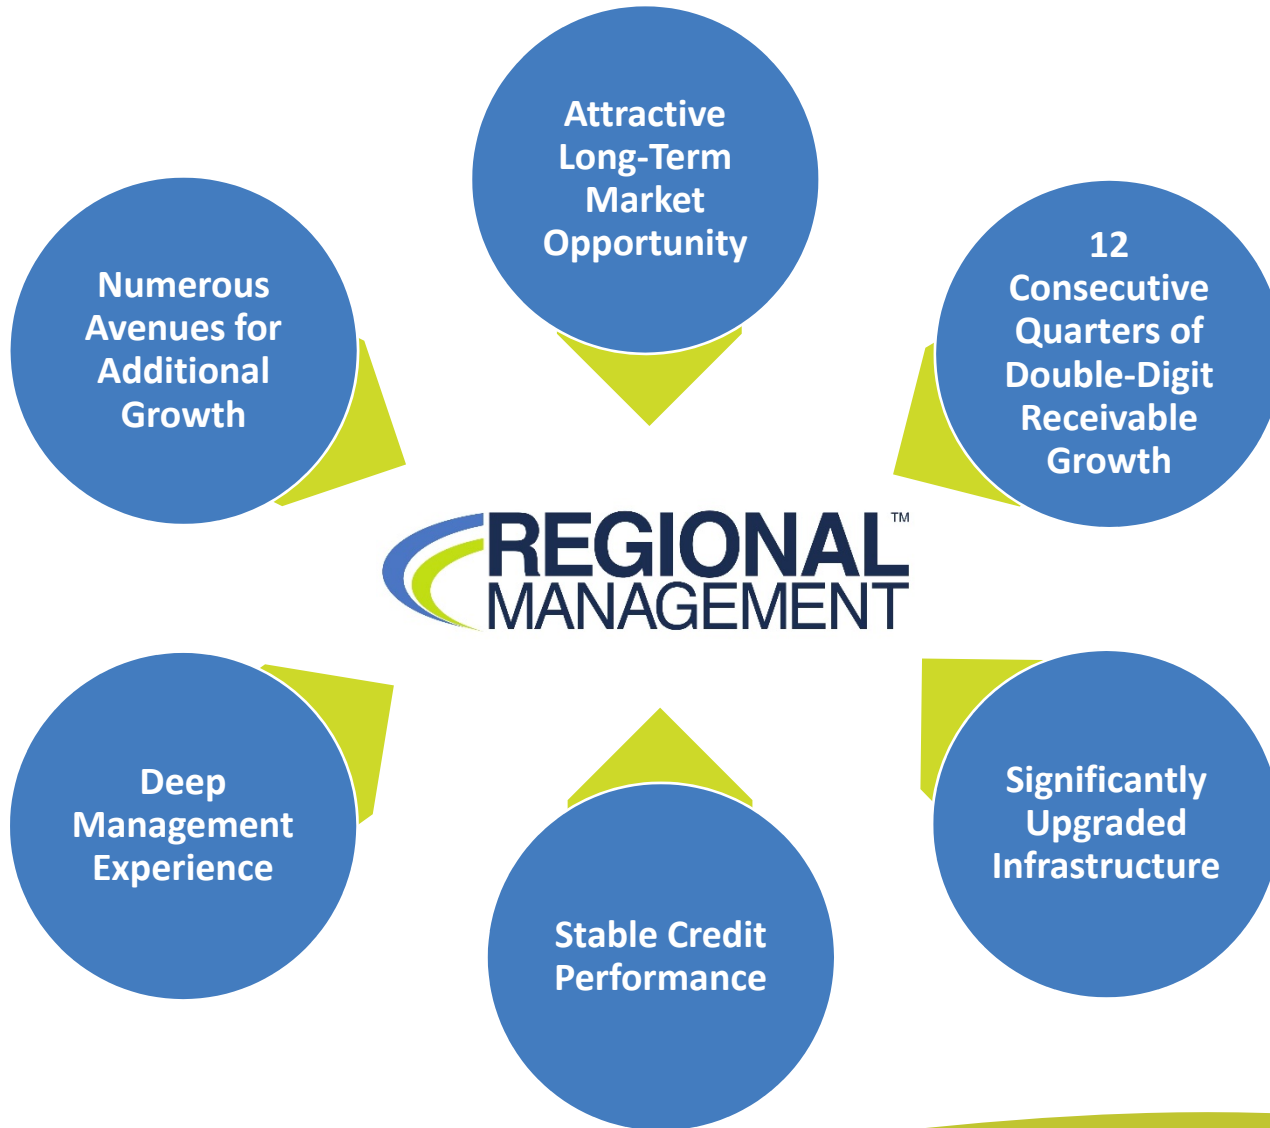 Attractive
Long-Term
Market
Opportunity
Numerous
Avenues for
Additional
Growth
12
Consecutive
Quarters of
Double-Digit
Receivable
Growth
REGIONAL™
MANAGEMENT
Deep
Management
Experience
Significantly
Upgraded
Infrastructure
Stable Credit
Performance